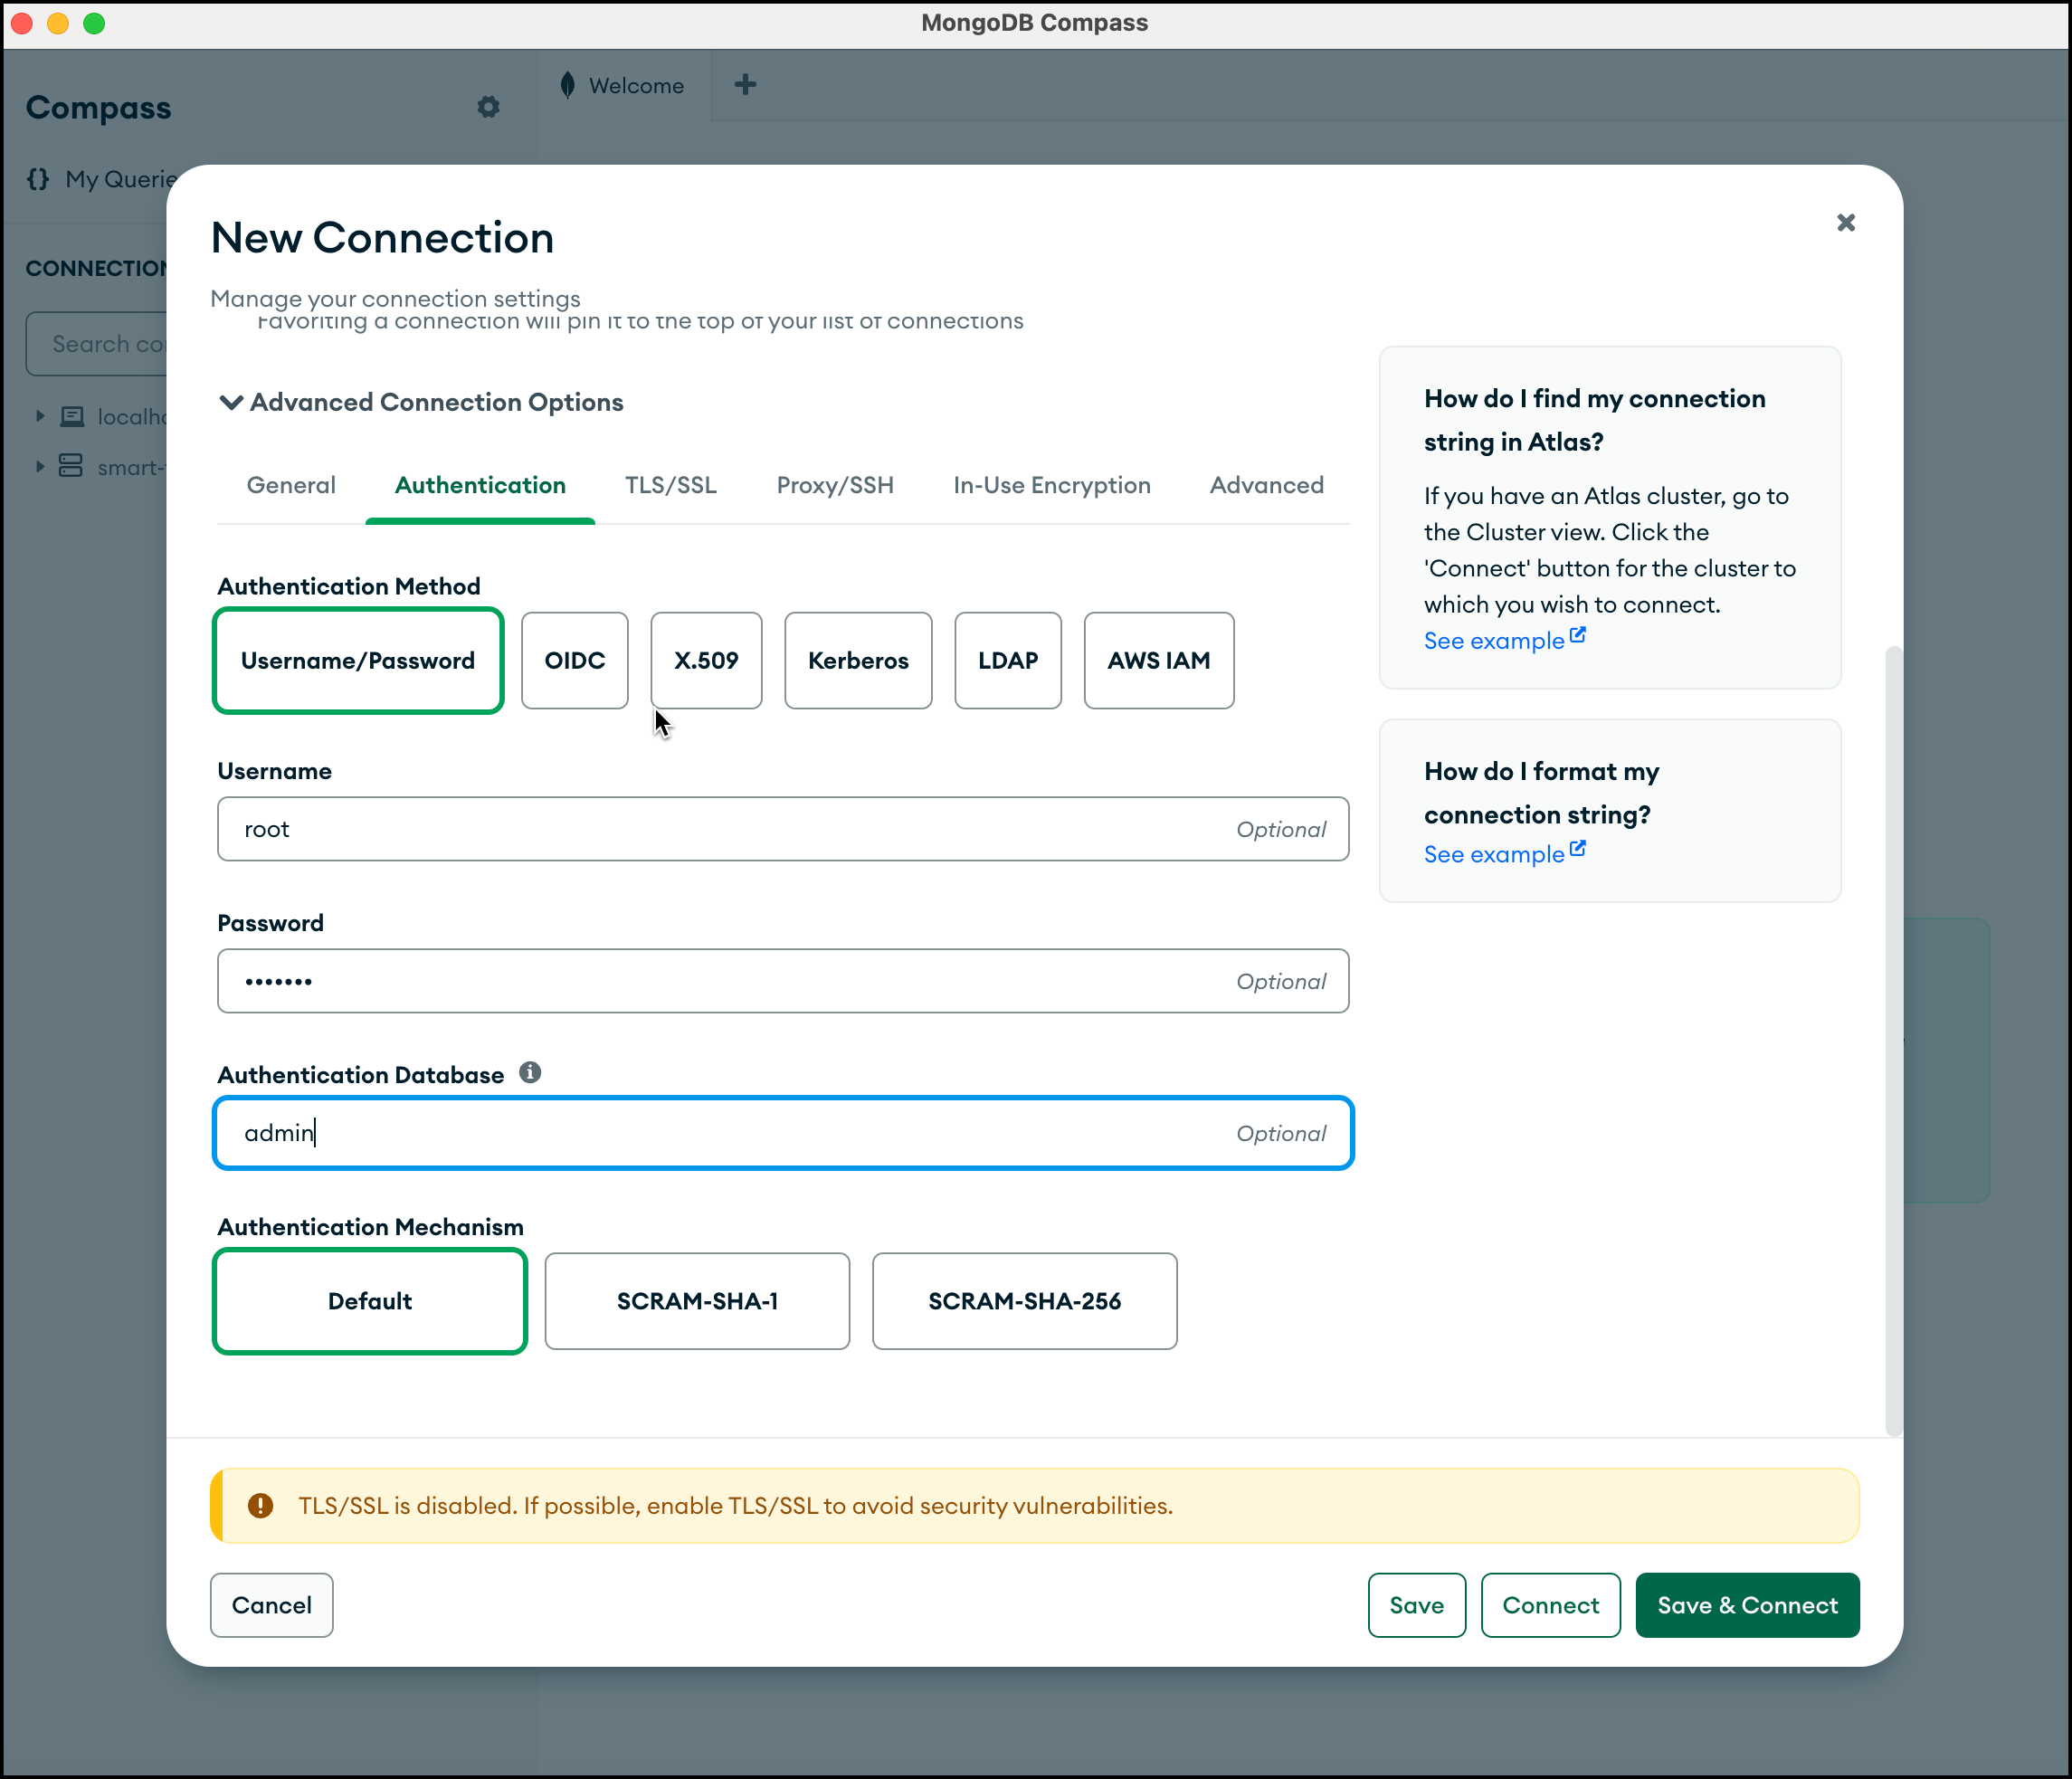 MongoDB Compass
Compass
Welcome
{} My Querie
CONNECTION
Search co
localho
smart-
New Connection
Manage your connection settings
Favoriting a connection will pin it to the top of your list of connections
Advanced Connection Options
General Authentication TLS/SSL Proxy/SSH In-Use Encryption Advanced
Authentication Method
Username/Password OIDC X.509 Kerberos LDAP AWS IAM
Username
root Optional
Password
••••••• Optional
Authentication Database
admin Optional
Authentication Mechanism
Default SCRAM-SHA-1 SCRAM-SHA-256
How do I find my connection
string in Atlas?
If you have an Atlas cluster, go to
the Cluster view. Click the
'Connect' button for the cluster to
which you wish to connect.
See example
How do I format my
connection string?
See example
TLS/SSL is disabled. If possible, enable TLS/SSL to avoid security vulnerabilities.
Cancel Save Connect Save & Connect